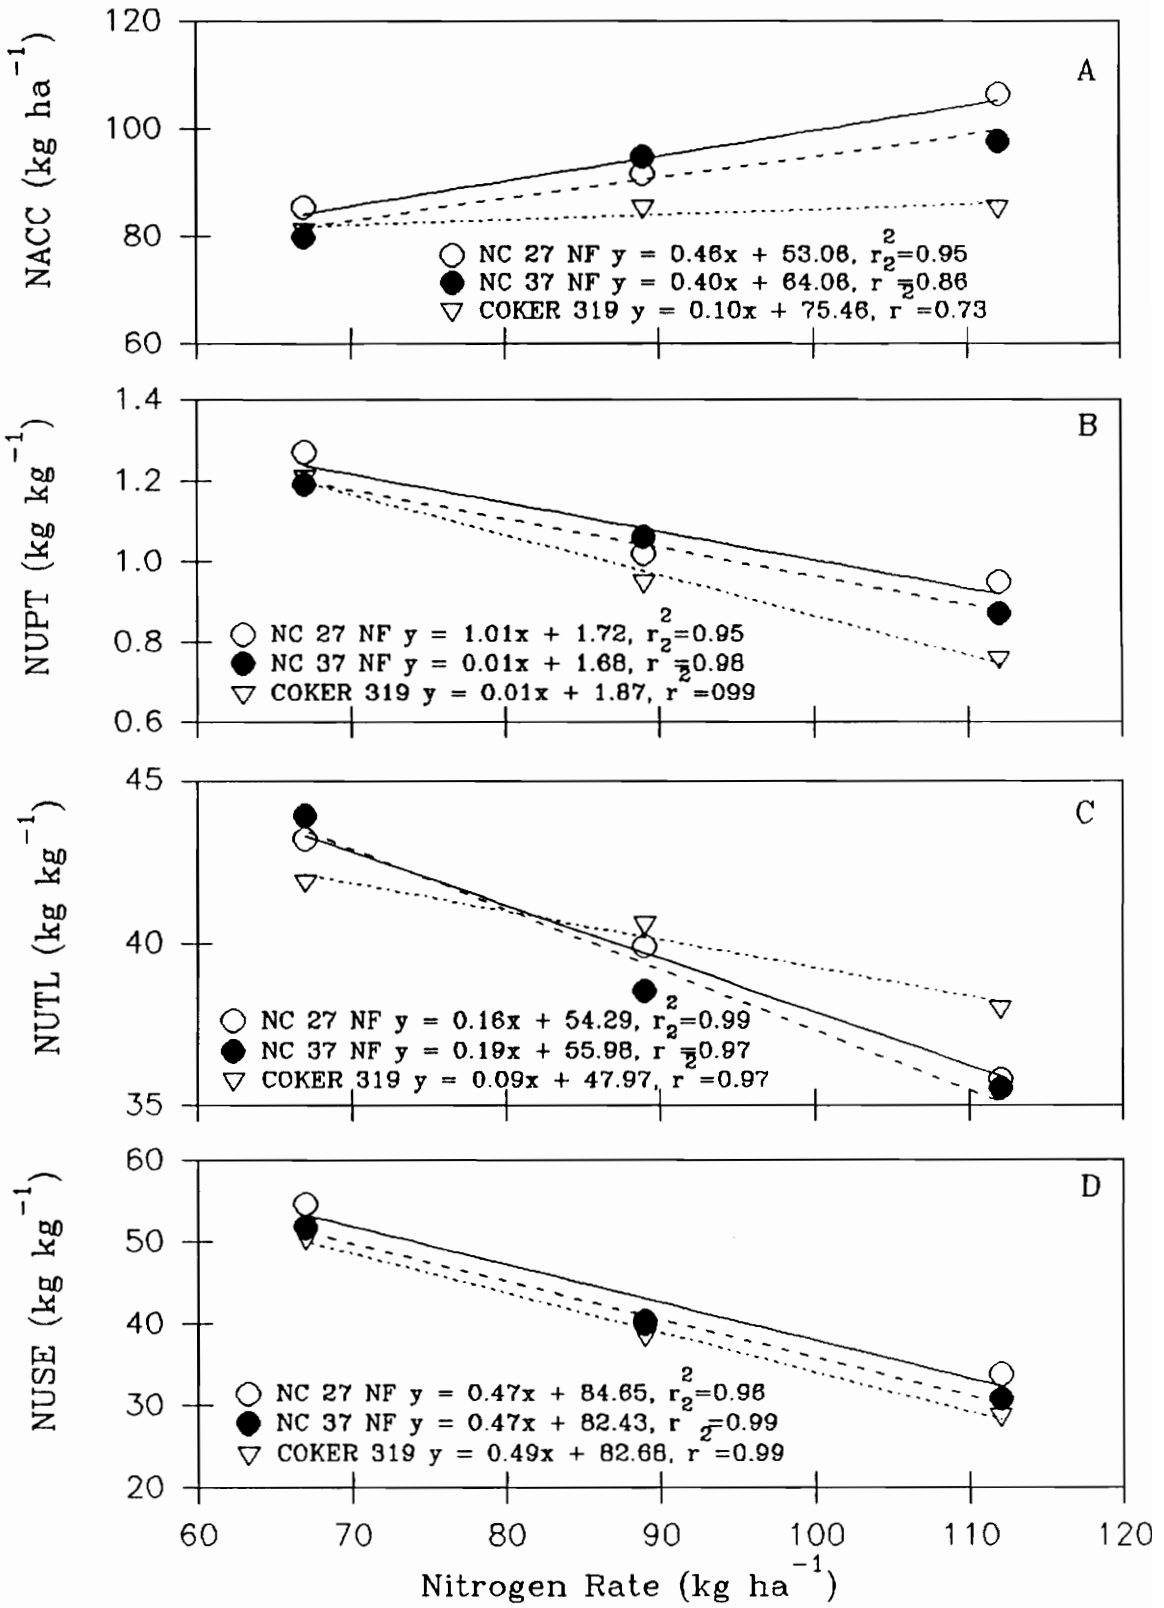 120
100
80
60
NACC (kg ha⁻¹)
A
NC 27 NF y = 0.46x + 53.06, r²=0.95
NC 37 NF y = 0.40x + 64.06, r²=0.86
COKER 319 y = 0.10x + 75.46, r²=0.73
1.4
1.2
1.0
0.8
0.6
NUPT (kg kg⁻¹)
B
NC 27 NF y = 1.01x + 1.72, r²=0.95
NC 37 NF y = 0.01x + 1.68, r²=0.98
COKER 319 y = 0.01x + 1.87, r²=099
45
40
35
NUTL (kg kg⁻¹)
C
NC 27 NF y = 0.16x + 54.29, r²=0.99
NC 37 NF y = 0.19x + 55.98, r²=0.97
COKER 319 y = 0.09x + 47.97, r²=0.97
60
50
40
30
20
NUSE (kg kg⁻¹)
D
NC 27 NF y = 0.47x + 84.65, r²=0.96
NC 37 NF y = 0.47x + 82.43, r²=0.99
COKER 319 y = 0.49x + 82.68, r²=0.99
60 70 80 90 100 110 120
Nitrogen Rate (kg ha⁻¹)